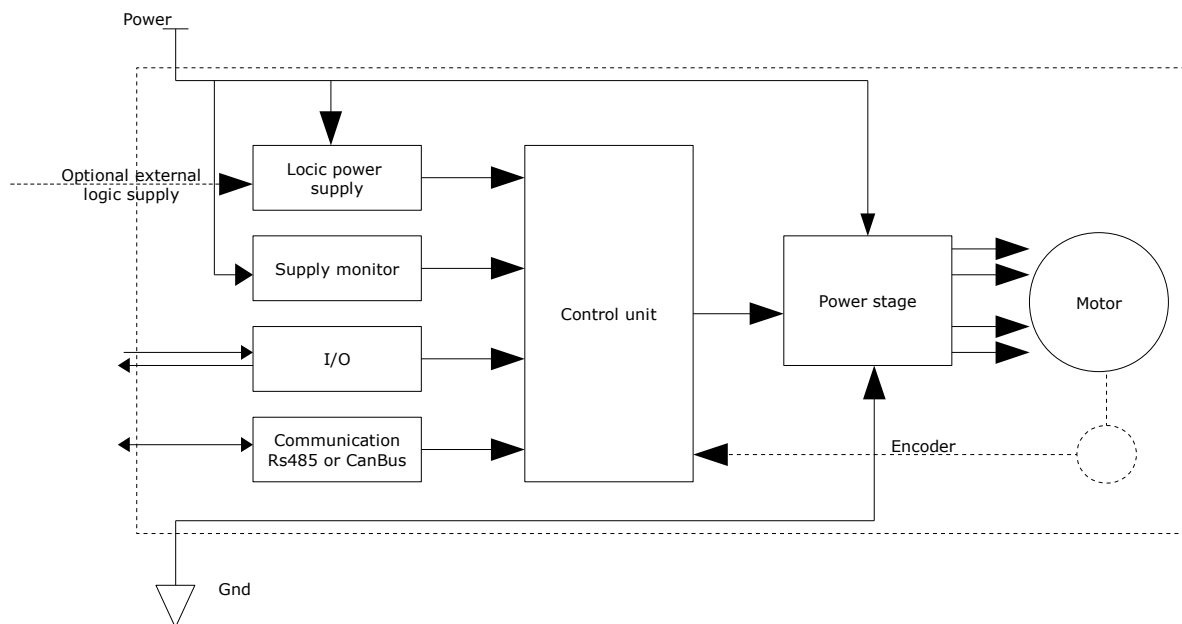 Power
Optional external
logic supply
Locic power
supply
Supply monitor
I/O
Communication
Rs485 or CanBus
Control unit
Power stage
Motor
Encoder
Gnd